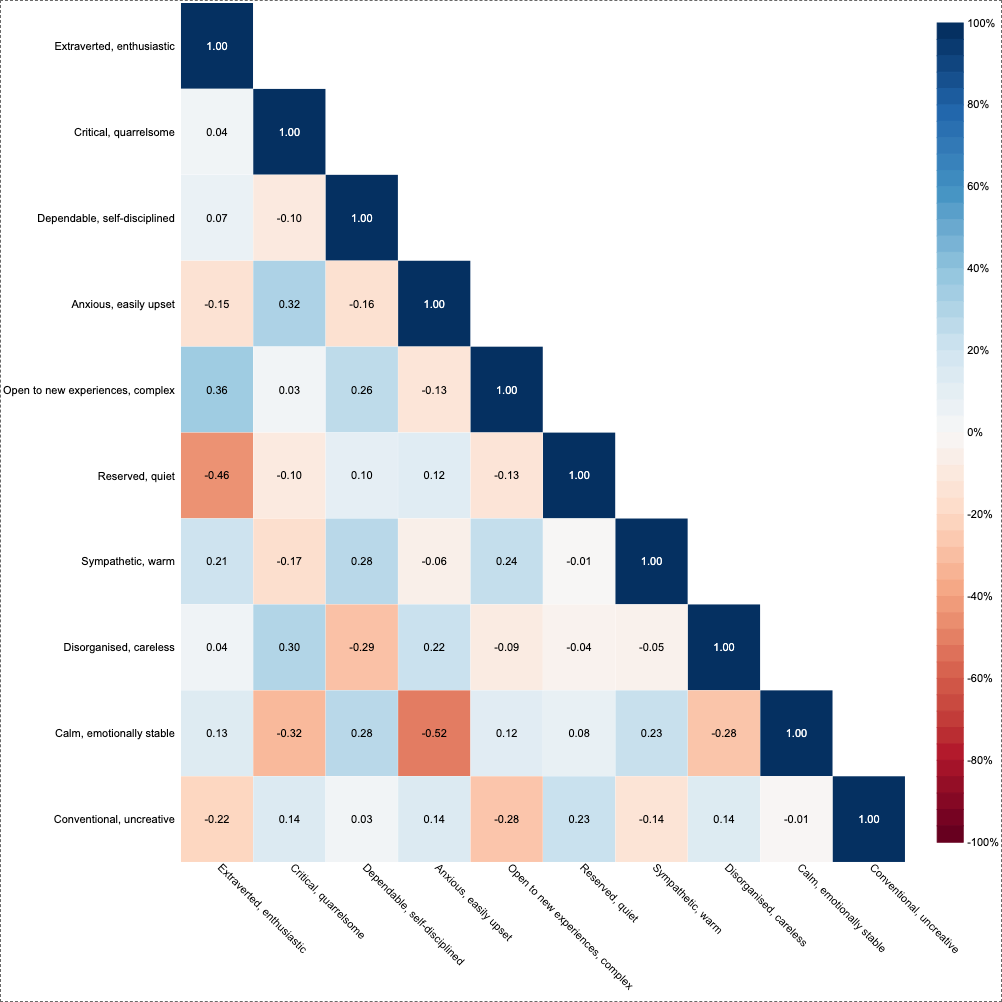 Extraverted, enthusiastic 1.00
Critical, quarrelsome 0.04 1.00
Dependable, self-disciplined 0.07 -0.10 1.00
Anxious, easily upset -0.15 0.32 -0.16 1.00
Open to new experiences, complex 0.36 0.03 0.26 -0.13 1.00
Reserved, quiet -0.46 -0.10 0.10 0.12 -0.13 1.00
Sympathetic, warm 0.21 -0.17 0.28 -0.06 0.24 -0.01 1.00
Disorganised, careless 0.04 0.30 -0.29 0.22 -0.09 -0.04 -0.05 1.00
Calm, emotionally stable 0.13 -0.32 0.28 -0.52 0.12 0.08 0.23 -0.28 1.00
Conventional, uncreative -0.22 0.14 0.03 0.14 -0.28 0.23 -0.14 0.14 -0.01 1.00
Extraverted, enthusiastic
Critical, quarrelsome
Dependable, self-disciplined
Anxious, easily upset
Open to new experiences, complex
Reserved, quiet
Sympathetic, warm
Disorganised, careless
Calm, emotionally stable
Conventional, uncreative
100%
80%
60%
40%
20%
0%
-20%
-40%
-60%
-80%
-100%